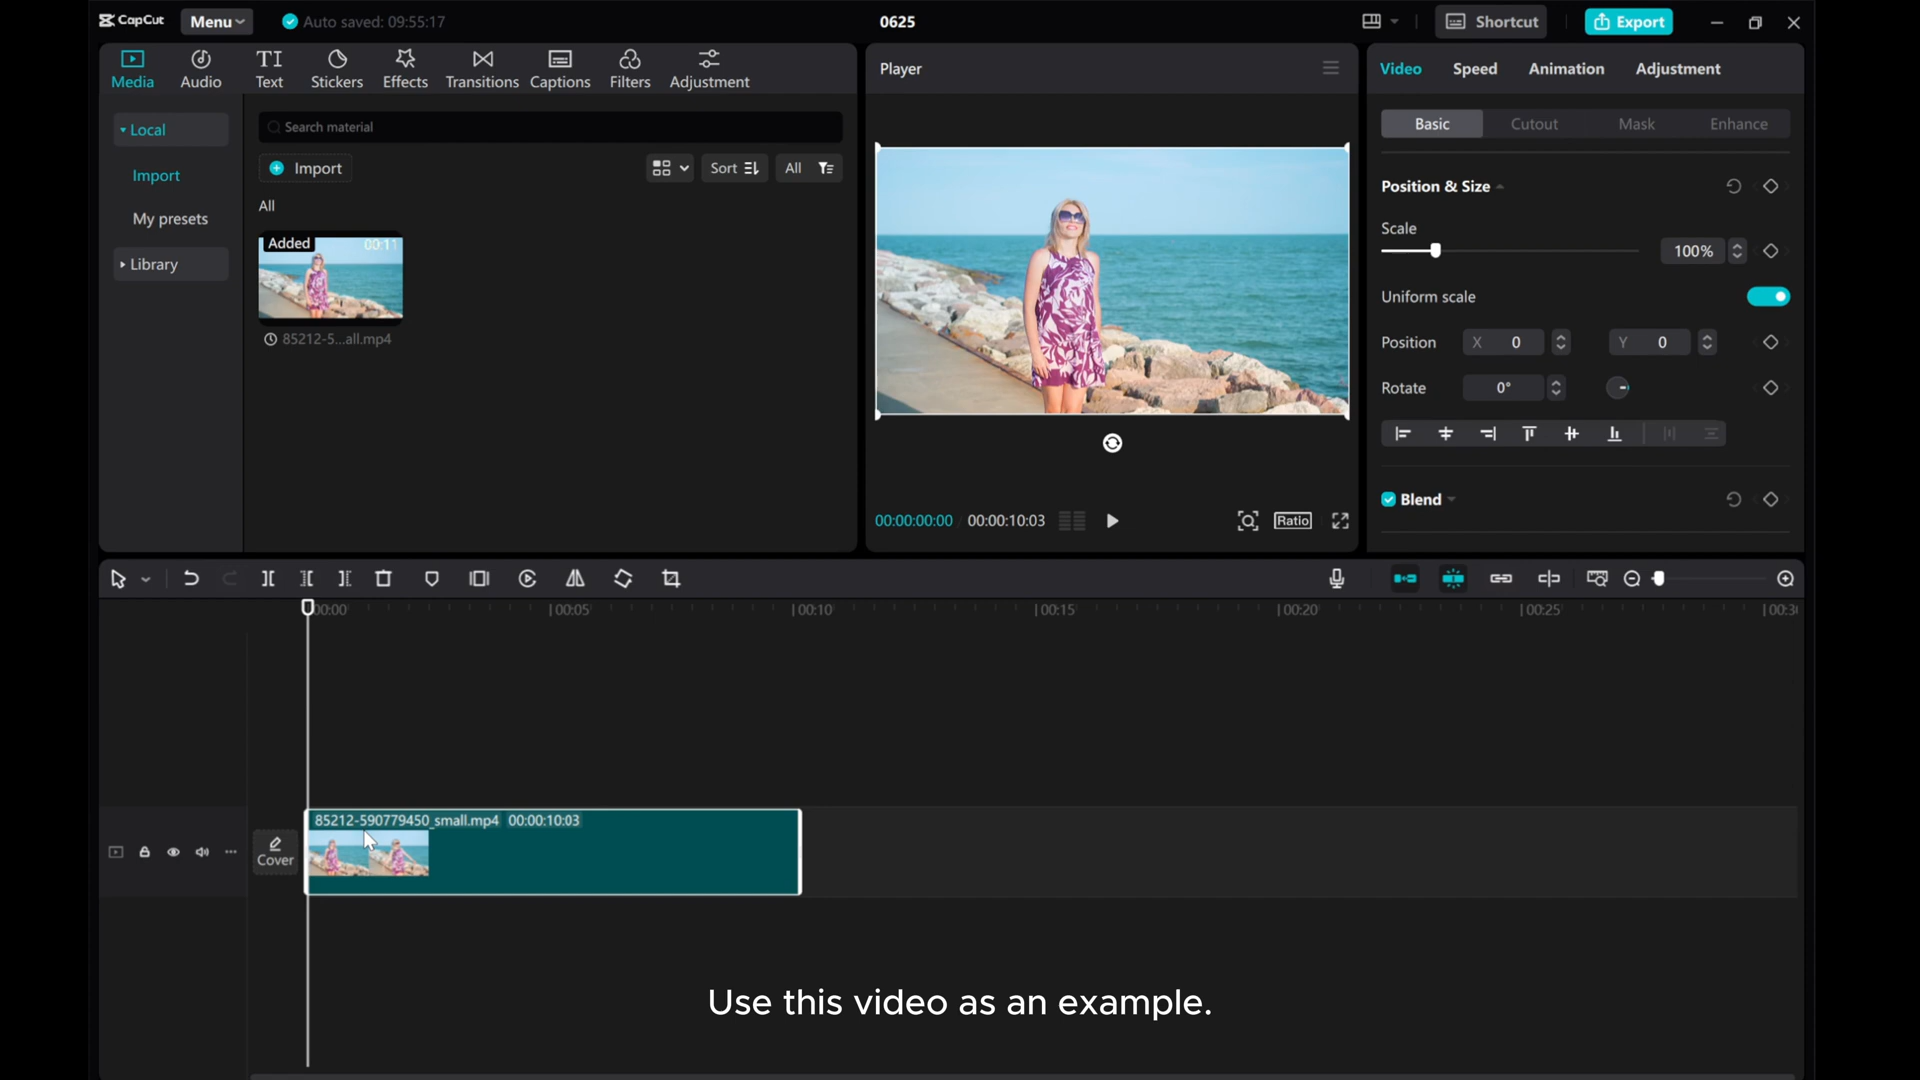 CapCut Menu Auto saved: 09:55:17 0625 Shortcut Export
Media Audio Text Stickers Effects Transitions Captions Filters Adjustment
Local
Import
My presets
Library
Search material
Import Sort All
All
Added 00:11
85212-5...all.mp4
Player
00:00:00:00 / 00:00:10:03 Ratio
Video Speed Animation Adjustment
Basic Cutout Mask Enhance
Position & Size
Scale
100%
Uniform scale
Position X 0 Y 0
Rotate 0°
Blend
00:00 00:05 00:10 00:15 00:20 00:25
85212-590779450_small.mp4 00:00:10:03
Cover
Use this video as an example.